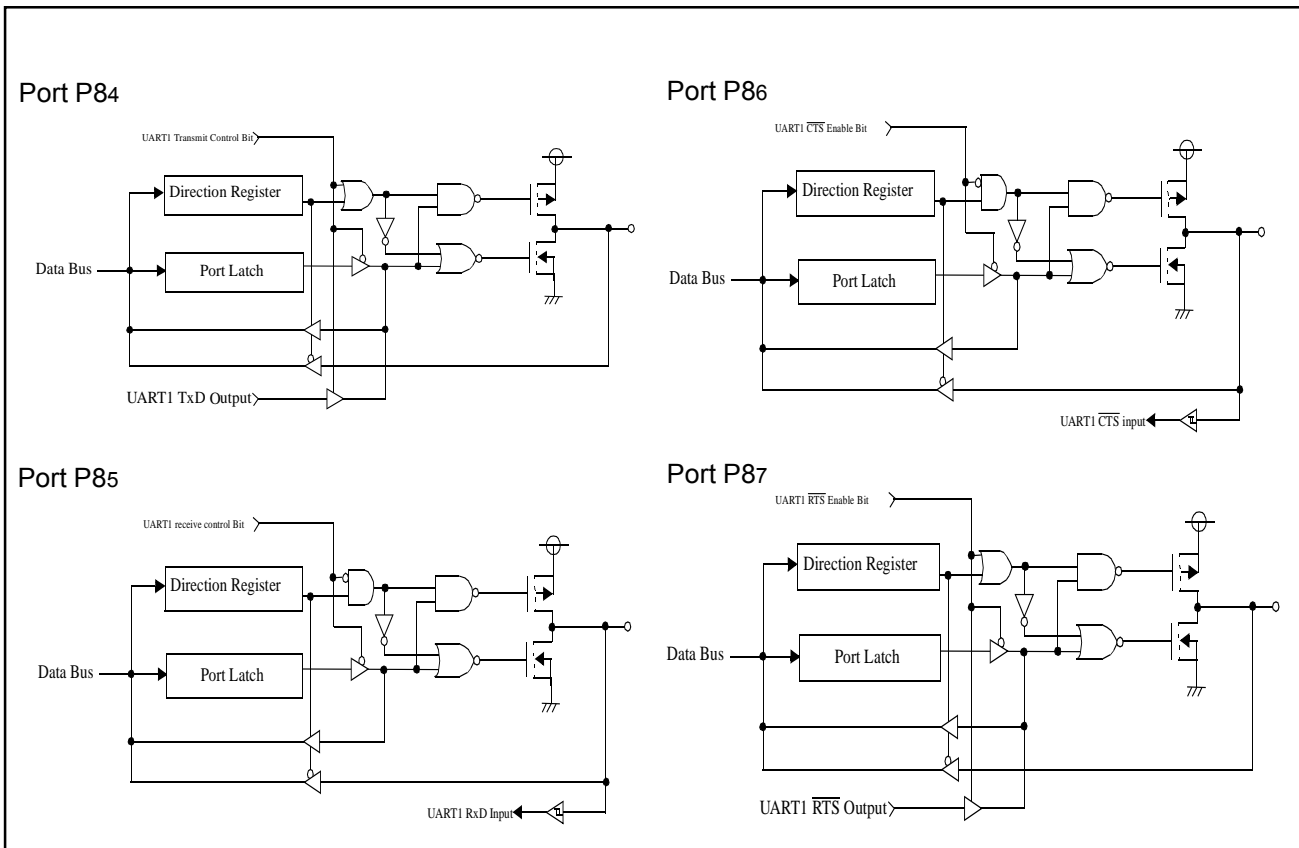 Port P84
UART1 Transmit Control Bit
Direction Register
Data Bus
Port Latch
UART1 TxD Output
Port P86
UART1 CTS Enable Bit
Direction Register
Data Bus
Port Latch
UART1 CTS input
Port P85
UART1 receive control Bit
Direction Register
Data Bus
Port Latch
UART1 RxD Input
Port P87
UART1 RTS Enable Bit
Direction Register
Data Bus
Port Latch
UART1 RTS Output